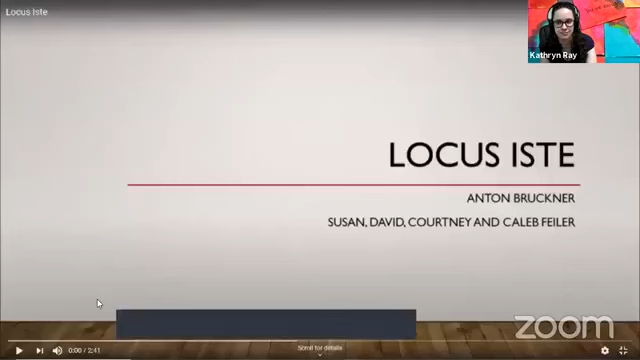 Locus Iste
Kathryn Ray
LOCUS ISTE
ANTON BRUCKNER
SUSAN, DAVID, COURTNEY AND CALEB FEILER
0:00 / 2:41
Scroll for details
zoom